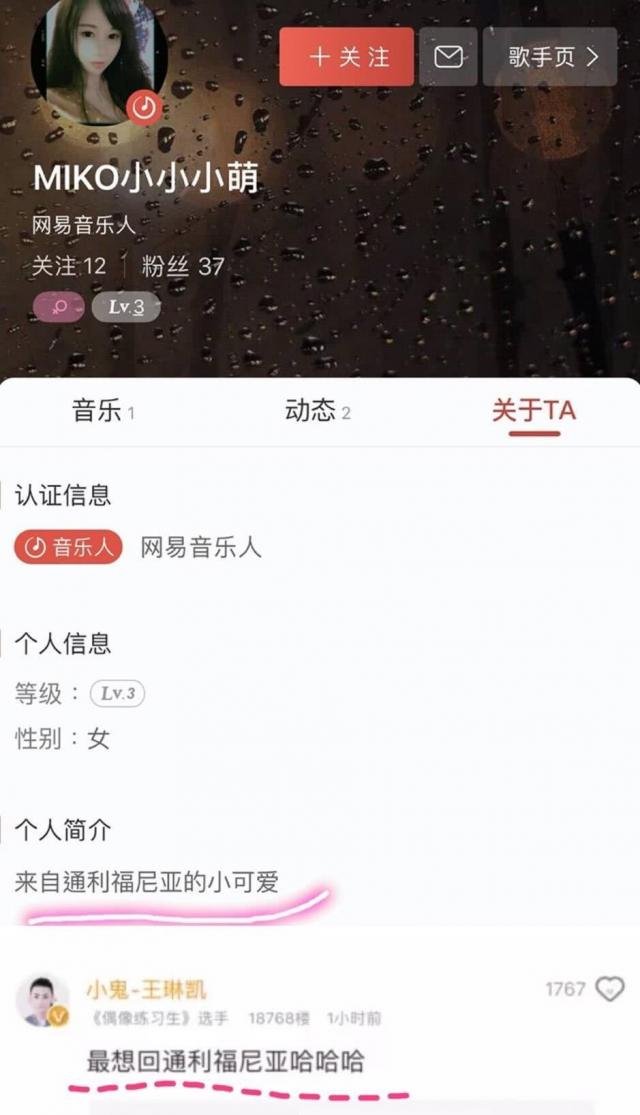 + 关注
歌手页
MIKO小小小萌
网易音乐人
关注 12 | 粉丝 37
Lv.3
音乐 1
动态 2
关于TA
认证信息
音乐人 网易音乐人
个人信息
等级：Lv.3
性别：女
个人简介
来自通利福尼亚的小可爱
小鬼-王琳凯 1767
《偶像练习生》选手 18768楼 1小时前
最想回通利福尼亚哈哈哈